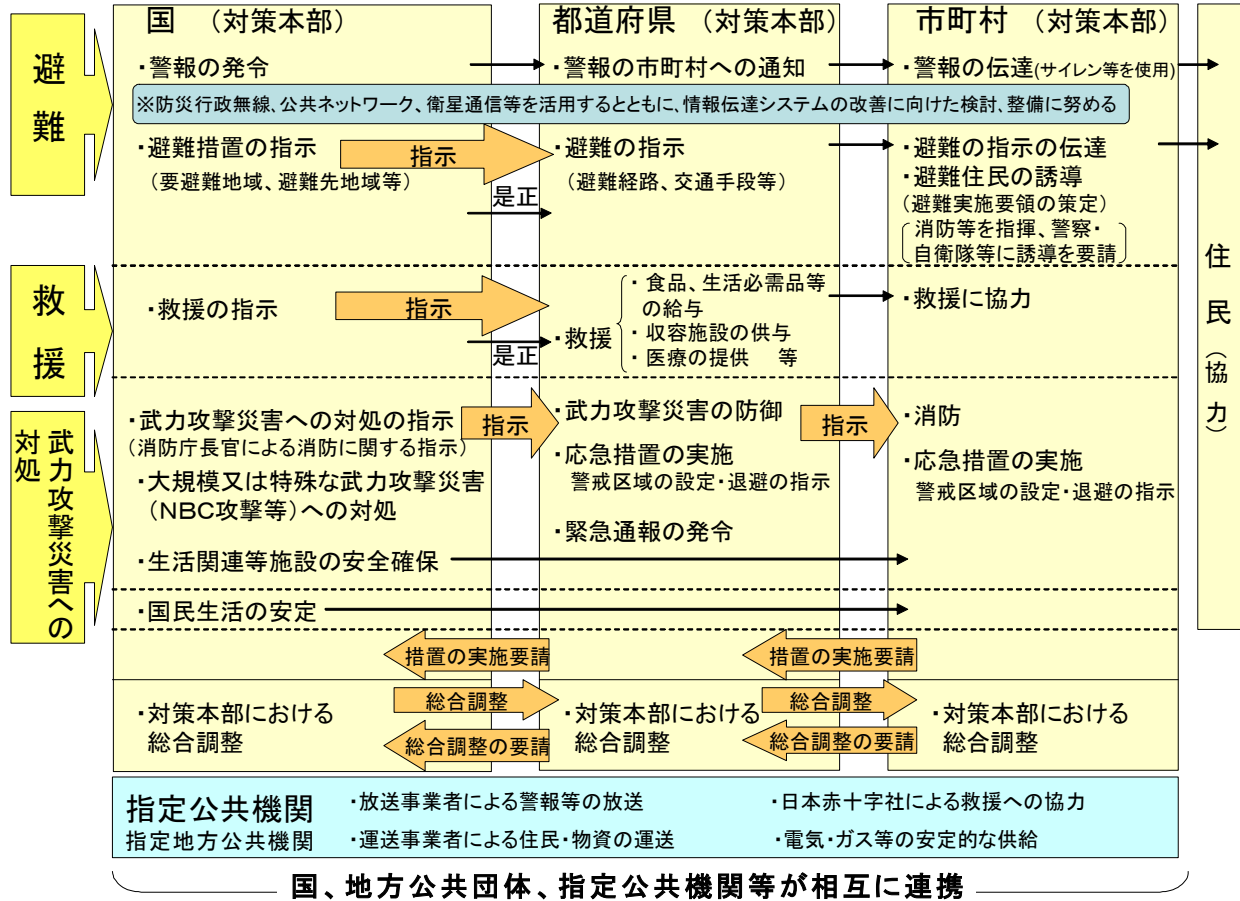 国 (対策本部)
都道府県 (対策本部)
市町村 (対策本部)
避難
・警報の発令
・警報の市町村への通知
・警報の伝達(サイレン等を使用)
※防災行政無線、公共ネットワーク、衛星通信等を活用するとともに、情報伝達システムの改善に向けた検討、整備に努める
・避難措置の指示
(要避難地域、避難先地域等)
指示
是正
・避難の指示
(避難経路、交通手段等)
・避難の指示の伝達
・避難住民の誘導
(避難実施要領の策定)
消防等を指揮、警察・
自衛隊等に誘導を要請
救援
・救援の指示
指示
是正
・救援
・食品、生活必需品等
の給与
・収容施設の供与
・医療の提供 等
・救援に協力
武力攻撃災害への
対処
・武力攻撃災害への対処の指示
(消防庁長官による消防に関する指示)
・大規模又は特殊な武力攻撃災害
(NBC攻撃等)への対処
・生活関連等施設の安全確保
指示
・武力攻撃災害の防御
・応急措置の実施
警戒区域の設定・退避の指示
・緊急通報の発令
指示
・消防
・応急措置の実施
警戒区域の設定・退避の指示
・国民生活の安定
措置の実施要請
措置の実施要請
・対策本部における
総合調整
総合調整
総合調整の要請
・対策本部における
総合調整
総合調整
総合調整の要請
・対策本部における
総合調整
住民(協力)
指定公共機関
指定地方公共機関
・放送事業者による警報等の放送
・日本赤十字社による救援への協力
・運送事業者による住民・物資の運送
・電気・ガス等の安定的な供給
国、地方公共団体、指定公共機関等が相互に連携